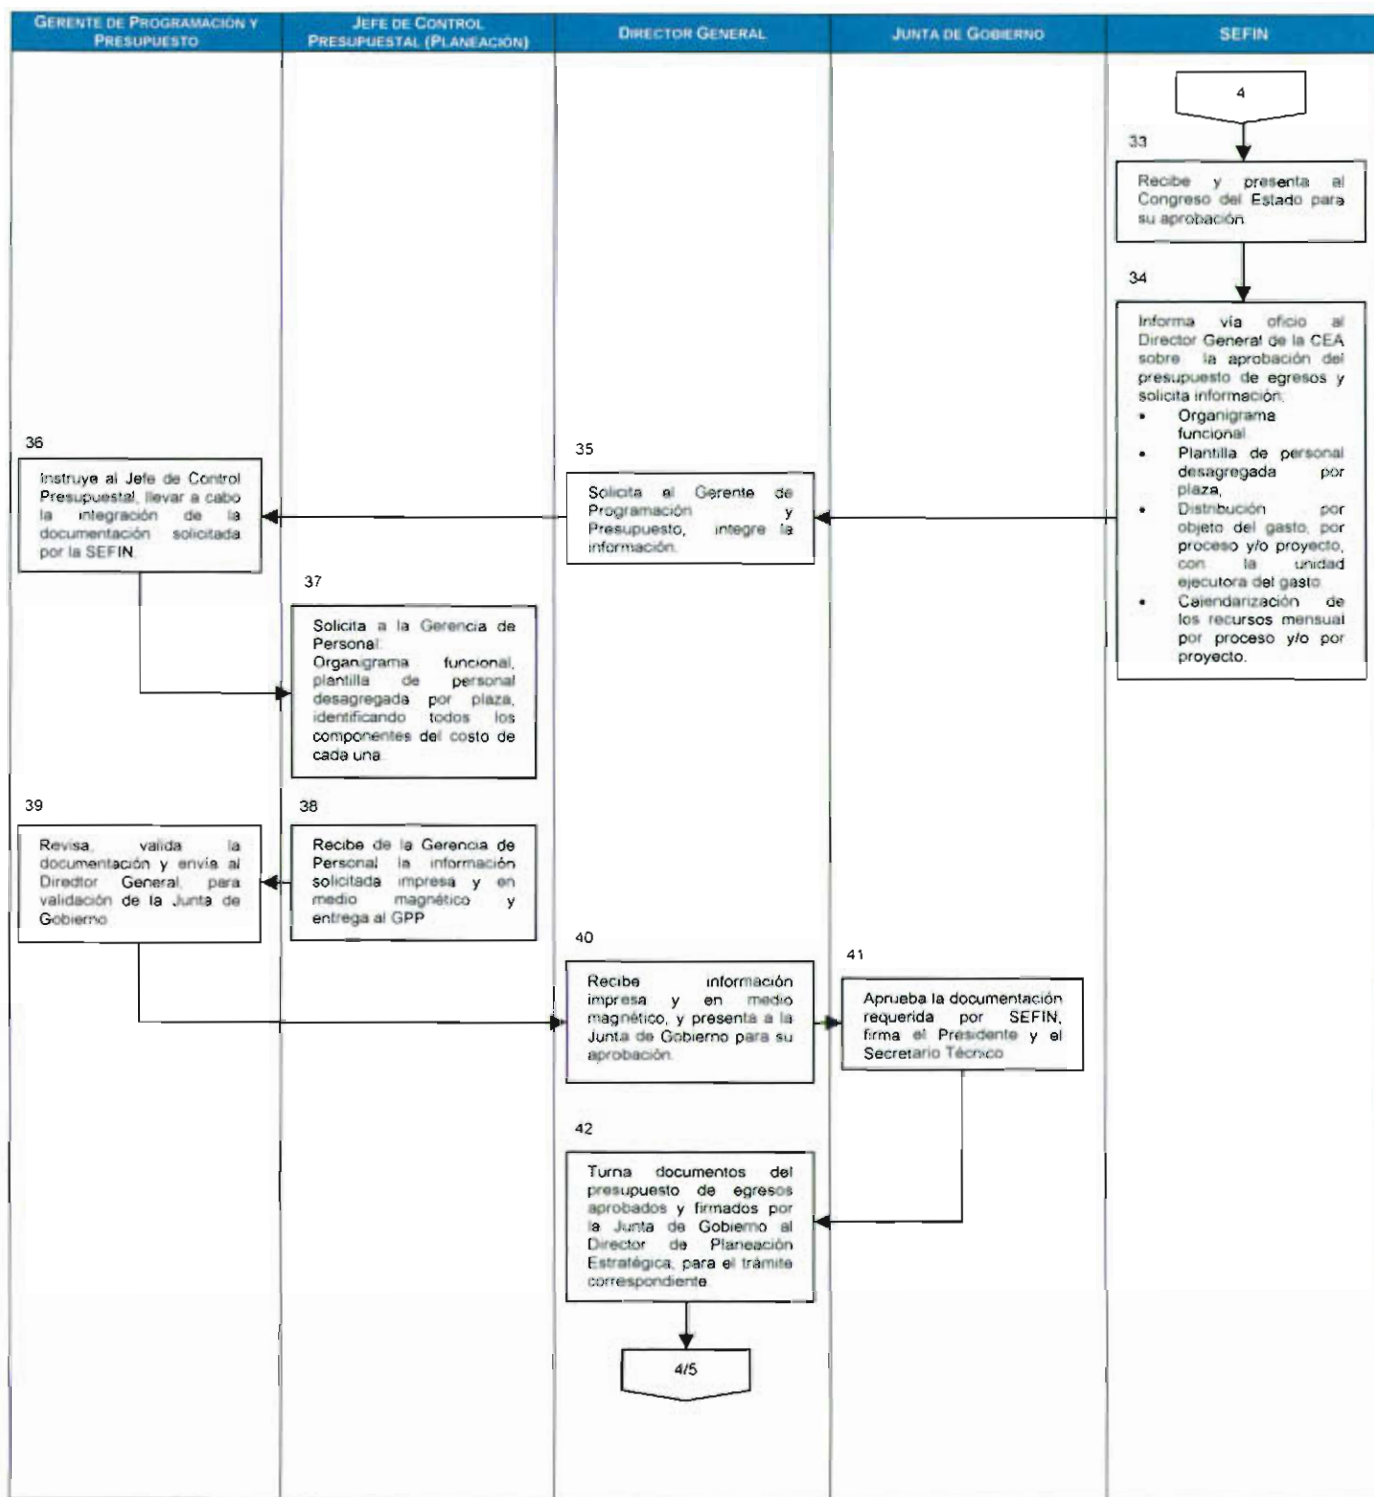 GERENTE DE PROGRAMACIÓN Y
PRESUPUESTO
JEFE DE CONTROL
PRESUPUESTAL (PLANEACIÓN)
DIRECTOR GENERAL
JUNTA DE GOBIERNO
SEFIN
4
33
Recibe y presenta al
Congreso del Estado para
su aprobación.
34
Informa vía oficio al
Director General de la CEA
sobre la aprobación del
presupuesto de egresos y
solicita información:
• Organigrama
funcional.
• Plantilla de personal
desagregada por
plaza,
• Distribución por
objeto del gasto, por
proceso y/o proyecto,
con la unidad
ejecutora del gasto.
• Calendarización de
los recursos mensual
por proceso y/o por
proyecto.
35
Solicita al Gerente de
Programación y
Presupuesto, integre la
información.
36
Instruye al Jefe de Control
Presupuestal, llevar a cabo
la integración de la
documentación solicitada
por la SEFIN.
37
Solicita a la Gerencia de
Personal:
Organigrama funcional,
plantilla de personal
desagregada por plaza,
identificando todos los
componentes del costo de
cada una.
39
Revisa, valida la
documentación y envía al
Director General, para
validación de la Junta de
Gobierno
38
Recibe de la Gerencia de
Personal la información
solicitada impresa y en
medio magnético y
entrega al GPP
40
Recibe información
impresa y en medio
magnético, y presenta a la
Junta de Gobierno para su
aprobación.
41
Aprueba la documentación
requerida por SEFIN,
firma el Presidente y el
Secretario Técnico
42
Turna documentos del
presupuesto de egresos
aprobados y firmados por
la Junta de Gobierno al
Director de Planeación
Estratégica, para el trámite
correspondiente.
4/5